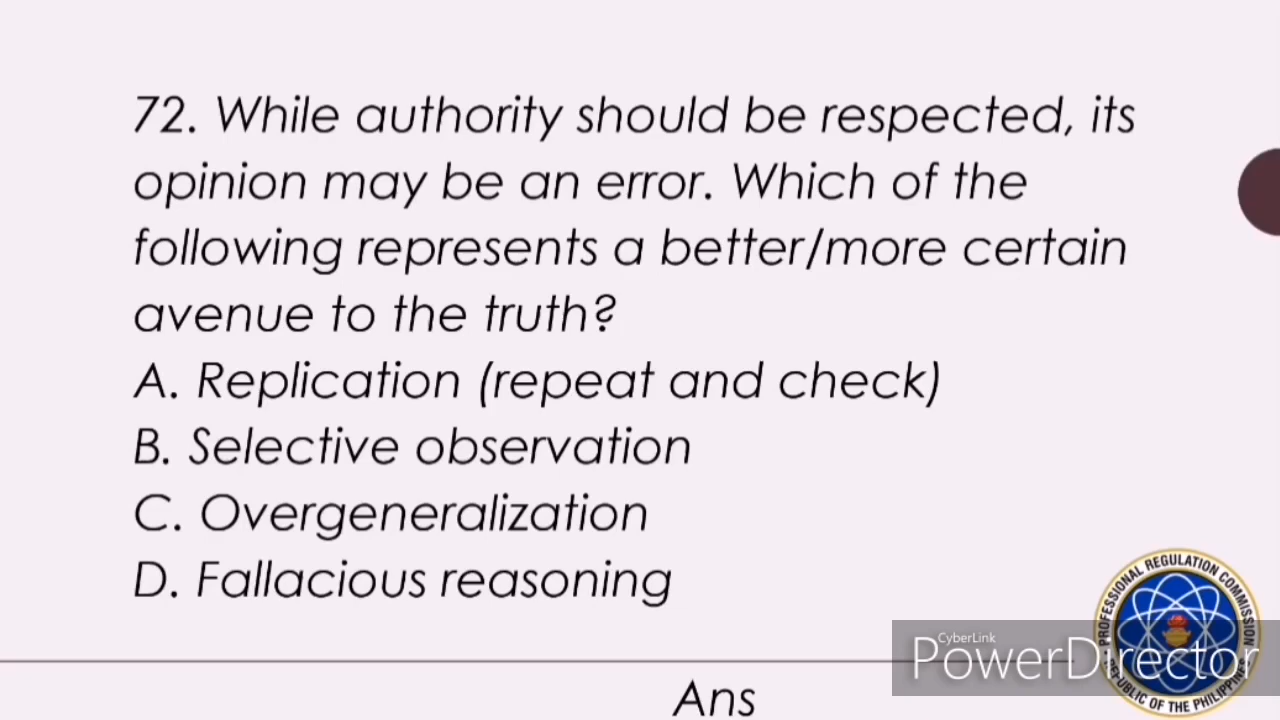 72. While authority should be respected, its
opinion may be an error. Which of the
following represents a better/more certain
avenue to the truth?
A. Replication (repeat and check)
B. Selective observation
C. Overgeneralization
D. Fallacious reasoning
PROFESSIONAL REGULATION COMMISSION
CyberLink
PowerDirector
REPUBLIC OF THE PHILIPPINES
Ans